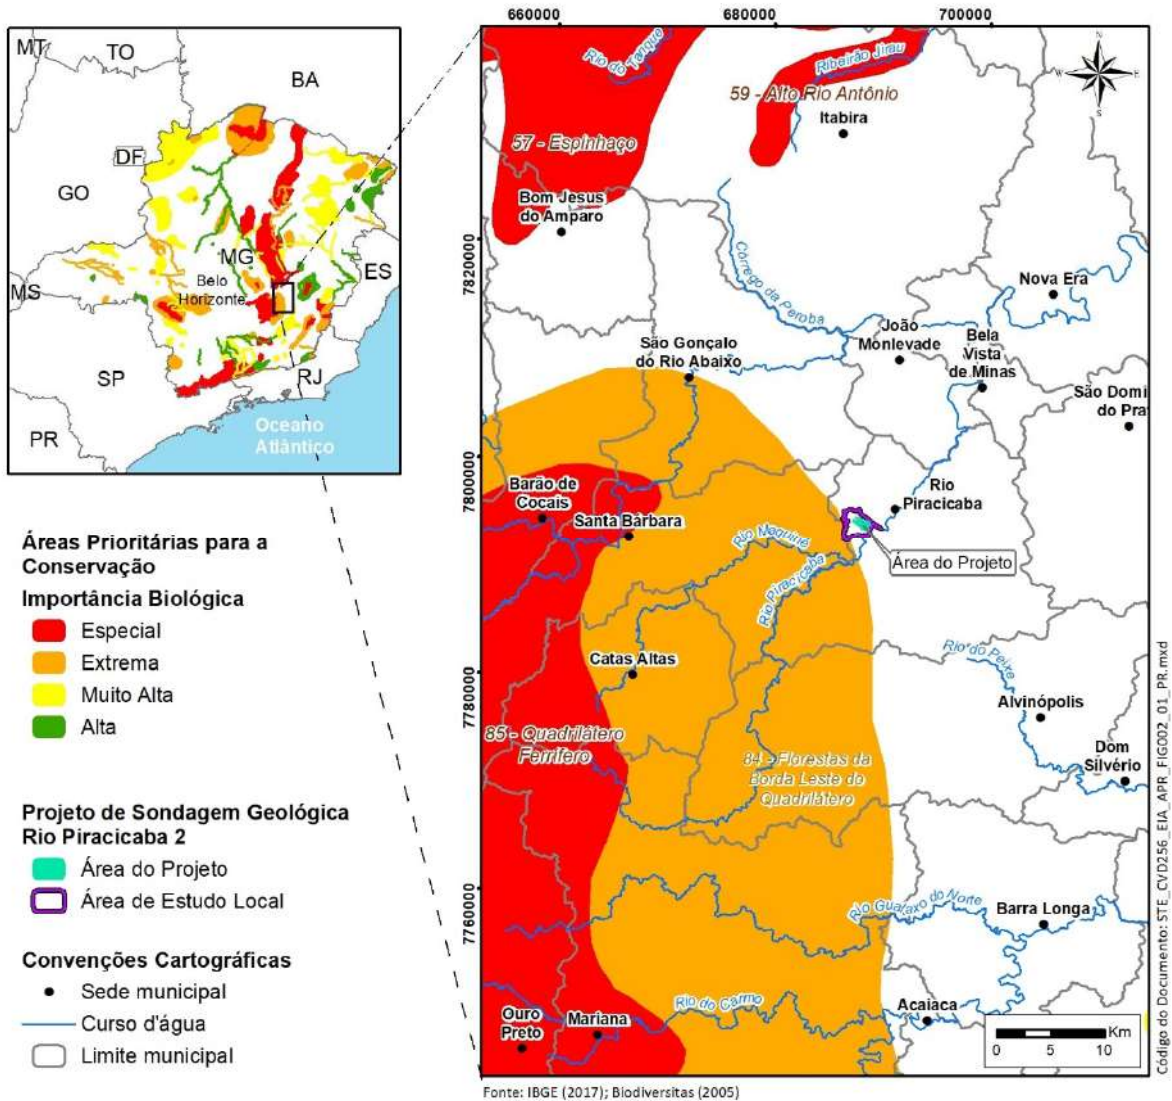 MT
TO
BA
DF
GO
MG
ES
MS
Belo
Horizonte
SP
RJ
PR
Oceano
Atlântico
Áreas Prioritárias para a
Conservação
Importância Biológica
Especial
Extrema
Muito Alta
Alta
Projeto de Sondagem Geológica
Rio Piracicaba 2
Área do Projeto
Área de Estudo Local
Convenções Cartográficas
Sede municipal
Curso d'água
Limite municipal
660000
680000
700000
7820000
7800000
7780000
7760000
N
W
E
S
Rio do Tanque
Ribeirão Jirau
59 - Alto Rio Antônio
Itabira
57 - Espinhaço
Bom Jesus
do Amparo
Córrego da Peroba
Nova Era
João
Monlevade
Bela
Vista
de Minas
São Gonçalo
do Rio Abaixo
São Domi
do Pra
Barão de
Cocais
Santa Bárbara
Rio
Piracicaba
Rio Maquiné
Rio Piracicaba
Área do Projeto
Catas Altas
Rio do Peixe
Alvinópolis
85 - Quadrilátero
Ferrífero
84 - Florestas da
Borda Leste do
Quadrilátero
Dom
Silvério
Rio Gualaxo do Norte
Barra Longa
Rio do Carmo
Acaiaca
Ouro
Preto
Mariana
Km
0 5 10
Fonte: IBGE (2017); Biodiversitas (2005)
Código do Documento: STE_CVD256_EIA_APR_FIG002_01_PR.mxd